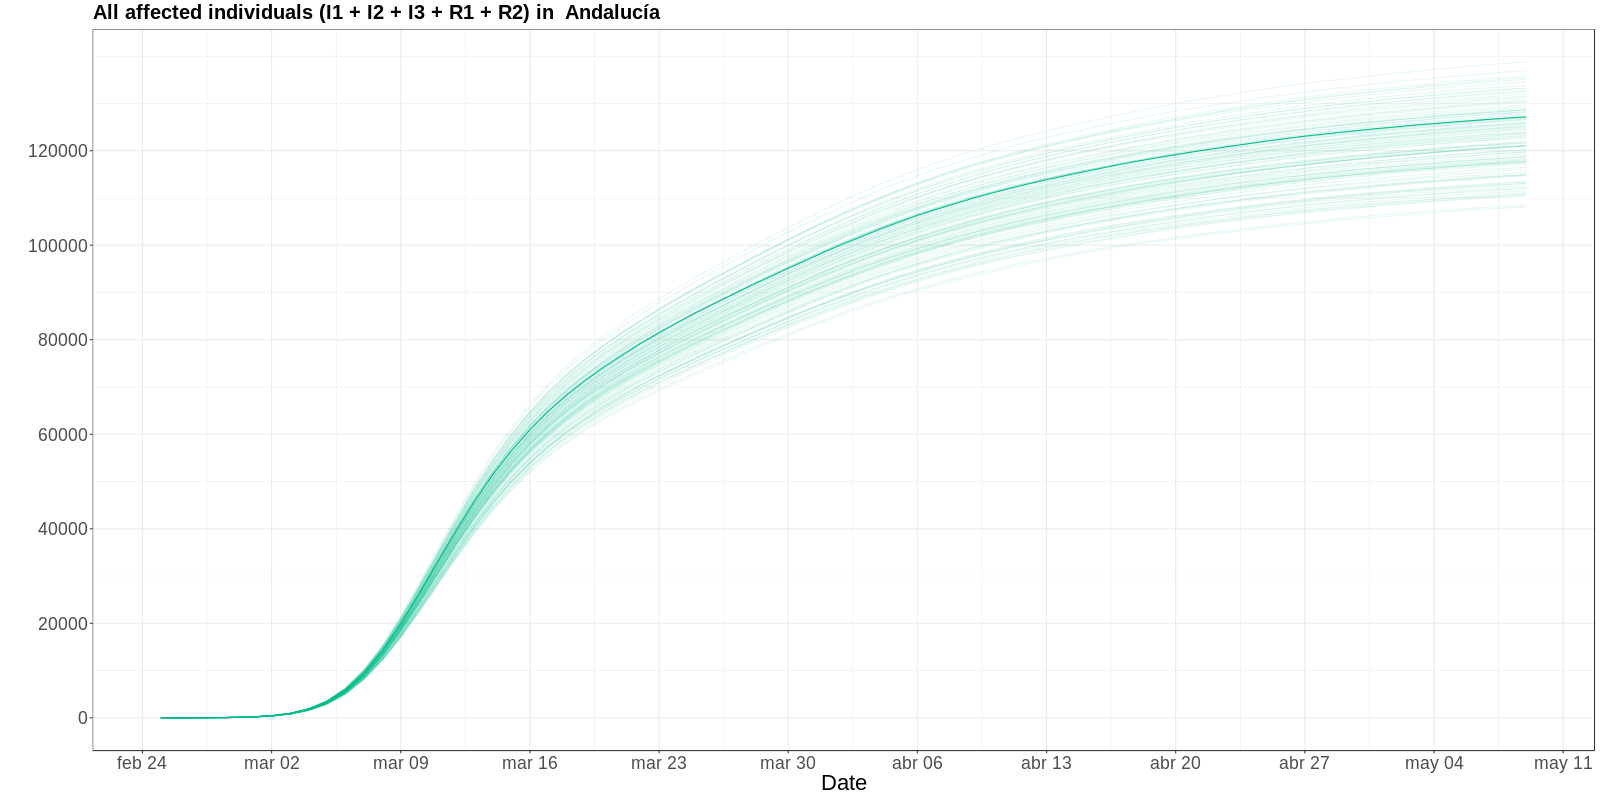 All affected individuals (I1 + I2 + I3 + R1 + R2) in  Andalucía
120000
100000
80000
60000
40000
20000
0
feb 24 mar 02 mar 09 mar 16 mar 23 mar 30 abr 06 abr 13 abr 20 abr 27 may 04 may 11
Date